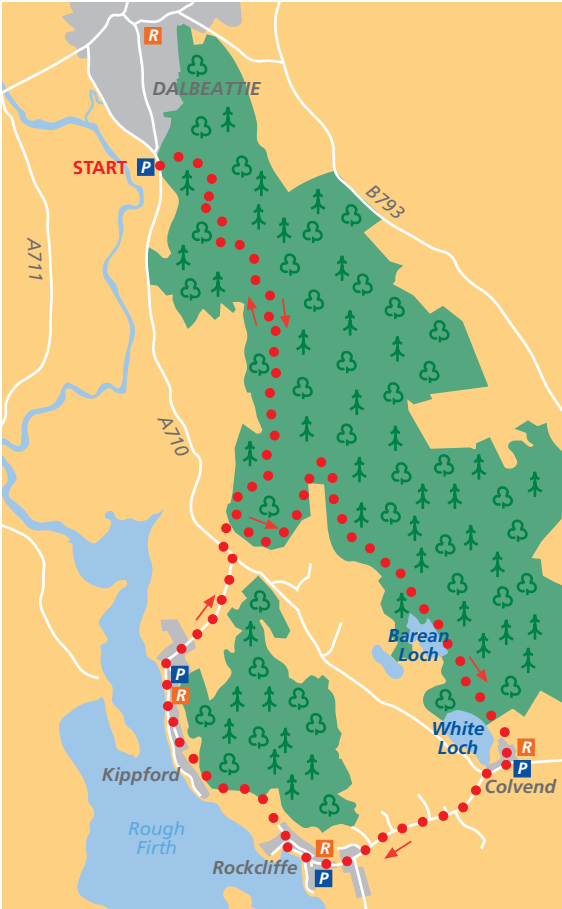 R
DALBEATTIE
START P
B793
A711
A710
Barean
Loch
P
R
White
Loch
R
P
Kippford
Colvend
Rough
Firth
R
Rockcliffe
P